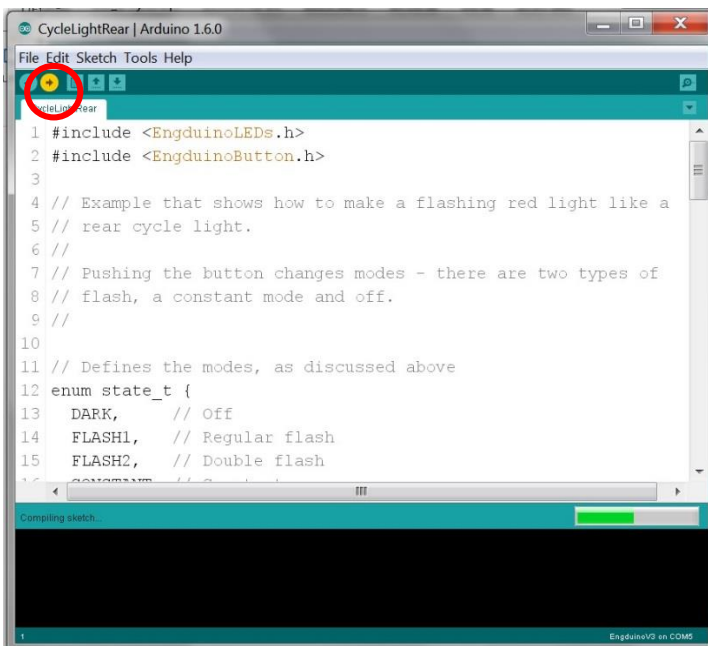 CycleLightRear | Arduino 1.6.0
File Edit Sketch Tools Help
CycleLightRear
1 #include <EngduinoLEDs.h>
2 #include <EngduinoButton.h>
3
4 // Example that shows how to make a flashing red light like a
5 // rear cycle light.
6 //
7 // Pushing the button changes modes - there are two types of
8 // flash, a constant mode and off.
9 //
10
11 // Defines the modes, as discussed above
12 enum state_t {
13 DARK, // Off
14 FLASH1, // Regular flash
15 FLASH2, // Double flash
Compiling sketch...
1 EngduinoV3 on COM5